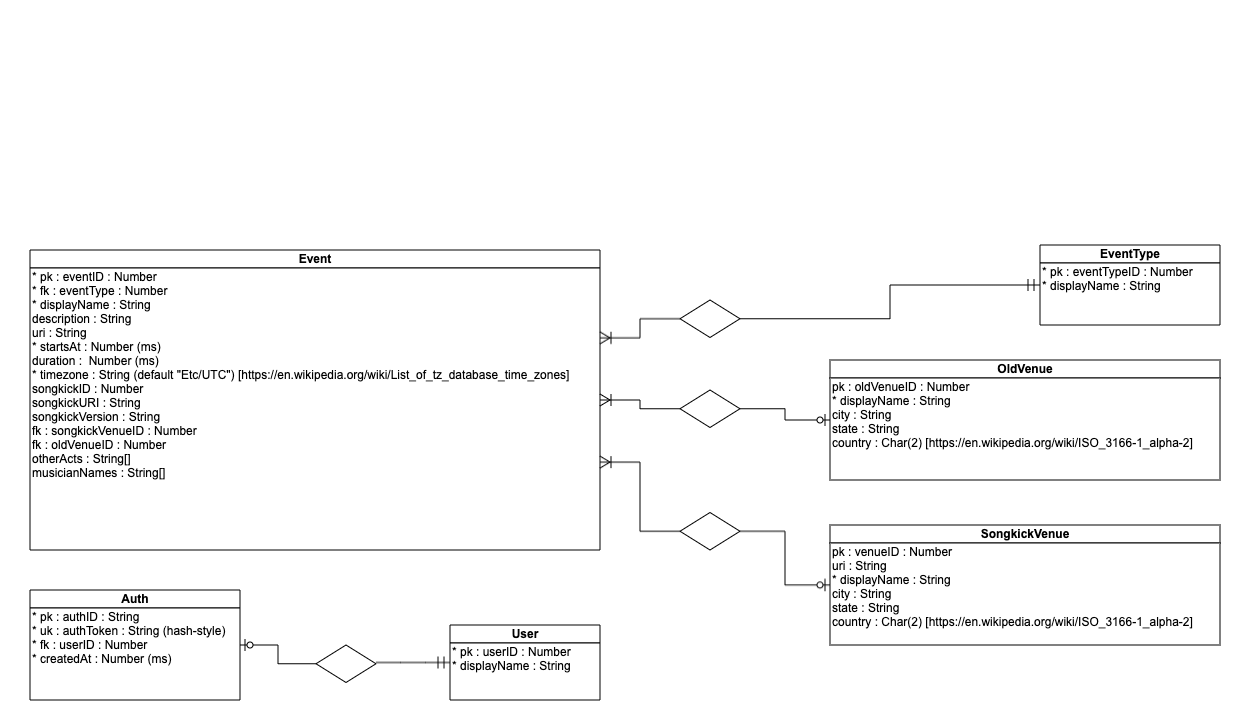 Event
* pk : eventID : Number
* fk : eventType : Number
* displayName : String
description : String
uri : String
* startsAt : Number (ms)
duration :  Number (ms)
* timezone : String (default "Etc/UTC") [https://en.wikipedia.org/wiki/List_of_tz_database_time_zones]
songkickID : Number
songkickURI : String
songkickVersion : String
fk : songkickVenueID : Number
fk : oldVenueID : Number
otherActs : String[]
musicianNames : String[]
EventType
* pk : eventTypeID : Number
* displayName : String
OldVenue
pk : oldVenueID : Number
* displayName : String
city : String
state : String
country : Char(2) [https://en.wikipedia.org/wiki/ISO_3166-1_alpha-2]
SongkickVenue
pk : venueID : Number
uri : String
* displayName : String
city : String
state : String
country : Char(2) [https://en.wikipedia.org/wiki/ISO_3166-1_alpha-2]
Auth
* pk : authID : String
* uk : authToken : String (hash-style)
* fk : userID : Number
* createdAt : Number (ms)
User
* pk : userID : Number
* displayName : String